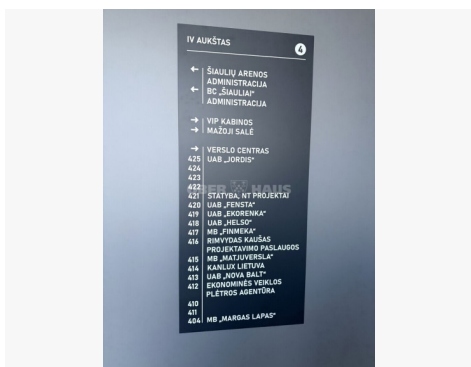 IV AUKŠTAS
4
← ŠIAULIŲ ARENOS
ADMINISTRACIJA
← BC „ŠIAULIAI“
ADMINISTRACIJA
→ VIP KABINOS
→ MAŽOJI SALĖ
→ VERSLO CENTRAS
425 UAB „JORDIS“
424
423
422
OBER HAUS
421 STATYBA, NT PROJEKTAI
420 UAB „FENSTA“
419 UAB „EKORENKA“
418 UAB „HELSO“
417 MB „FINMEKA“
416 RIMVYDAS KAUŠAS
PROJEKTAVIMO PASLAUGOS
415 MB „MATJUVERSLA“
414 KANLUX LIETUVA
413 UAB „NOVA BALT“
412 EKONOMINĖS VEIKLOS
PLĖTROS AGENTŪRA
410
411
404 MB „MARGAS LAPAS“